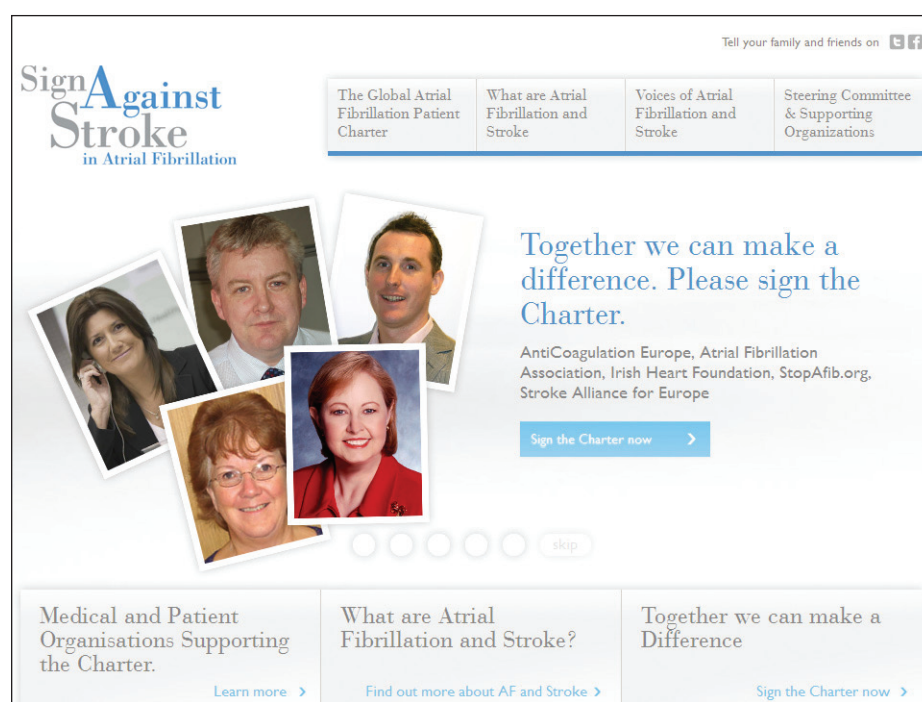 Tell your family and friends on
Sign Against
Stroke
in Atrial Fibrillation
The Global Atrial
Fibrillation Patient
Charter
What are Atrial
Fibrillation and
Stroke
Voices of Atrial
Fibrillation and
Stroke
Steering Committee
& Supporting
Organizations
Together we can make a
difference. Please sign the
Charter.
AntiCoagulation Europe, Atrial Fibrillation
Association, Irish Heart Foundation, StopAfib.org,
Stroke Alliance for Europe
Sign the Charter now
skip
Medical and Patient
Organisations Supporting
the Charter.
Learn more
What are Atrial
Fibrillation and Stroke?
Find out more about AF and Stroke
Together we can make a
Difference
Sign the Charter now